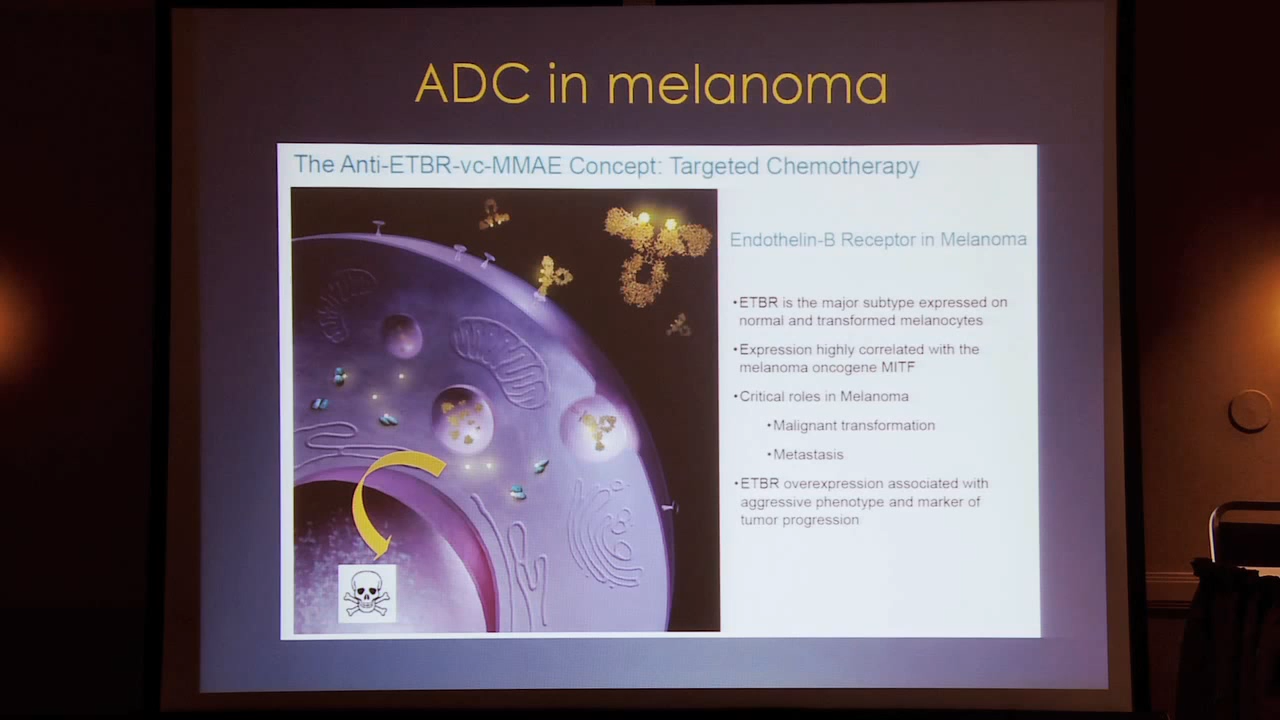 ADC in melanoma
The Anti-ETBR-vc-MMAE Concept: Targeted Chemotherapy
Endothelin-B Receptor in Melanoma
•ETBR is the major subtype expressed on
normal and transformed melanocytes
•Expression highly correlated with the
melanoma oncogene MITF
•Critical roles in Melanoma
•Malignant transformation
•Metastasis
•ETBR overexpression associated with
aggressive phenotype and marker of
tumor progression